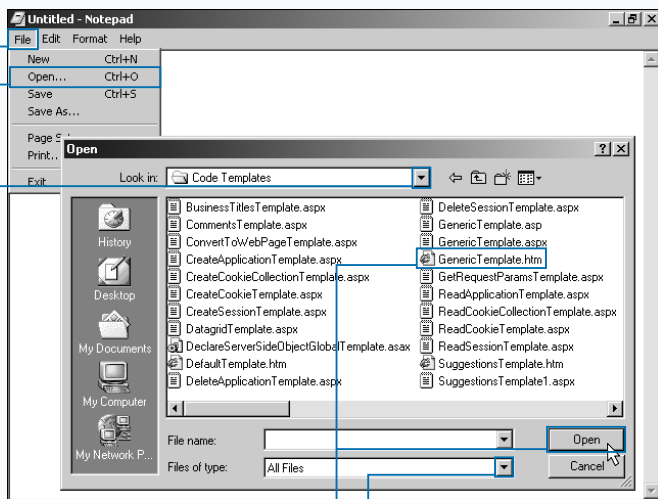 Untitled - Notepad
File Edit Format Help
New Ctrl+N
Open... Ctrl+O
Save Ctrl+S
Save As...
Page
Print..
Exit
Open
Look in: Code Templates
History
Desktop
My Documents
My Computer
My Network P...
BusinessTitlesTemplate.aspx
CommentsTemplate.aspx
ConvertToWebPageTemplate.aspx
CreateApplicationTemplate.aspx
CreateCookieCollectionTemplate.aspx
CreateCookieTemplate.aspx
CreateSessionTemplate.aspx
DatagridTemplate.aspx
DeclareServerSideObjectGlobalTemplate.asax
DefaultTemplate.htm
DeleteApplicationTemplate.aspx
DeleteSessionTemplate.aspx
GenericTemplate.asp
GenericTemplate.aspx
GenericTemplate.htm
GetRequestParamsTemplate.aspx
ReadApplicationTemplate.aspx
ReadCookieCollectionTemplate.aspx
ReadCookieTemplate.aspx
ReadSessionTemplate.aspx
SuggestionsTemplate.htm
SuggestionsTemplate1.aspx
File name: Open
Files of type: All Files Cancel